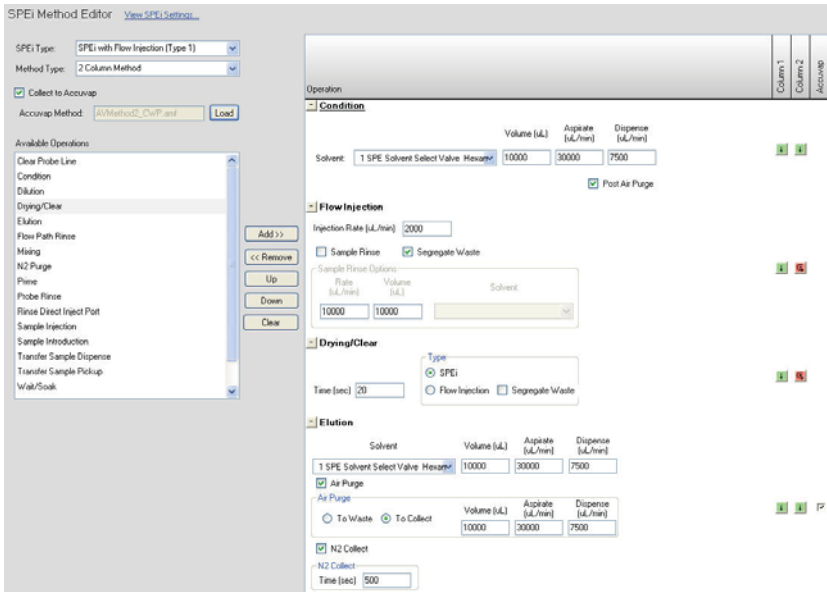 SPEi Method Editor View SPEi Settings...
SPEi Type: SPEi with Flow Injection (Type 1)
Method Type: 2 Column Method
Collect to Accuvap
Accuvap Method: AVMethod2_CWP.amf Load
Available Operations
Clear Probe Line
Condition
Dilution
Drying/Clear
Elution
Flow Path Rinse
Mixing
N2 Purge
Prime
Probe Rinse
Rinse Direct Inject Port
Sample Injection
Sample Introduction
Transfer Sample Dispense
Transfer Sample Pickup
Wait/Soak
Add >>
<< Remove
Up
Down
Clear
Operation
Column 1
Column 2
Accuvap
Condition
Volume (uL) Aspirate (uL/min) Dispense (uL/min)
Solvent: 1 SPE Solvent Select Valve Hexane 10000 30000 7500
Post Air Purge
Flow Injection
Injection Rate (uL/min) 2000
Sample Rinse Segregate Waste
Sample Rinse Options
Rate (uL/min) Volume (uL) Solvent
10000 10000
Drying/Clear
Type
SPEi
Time (sec) 20
Flow Injection Segregate Waste
Elution
Solvent Volume (uL) Aspirate (uL/min) Dispense (uL/min)
1 SPE Solvent Select Valve Hexane 10000 30000 7500
Air Purge
Air Purge
To Waste To Collect
Volume (uL) Aspirate (uL/min) Dispense (uL/min)
10000 30000 7500
N2 Collect
N2 Collect
Time (sec) 500